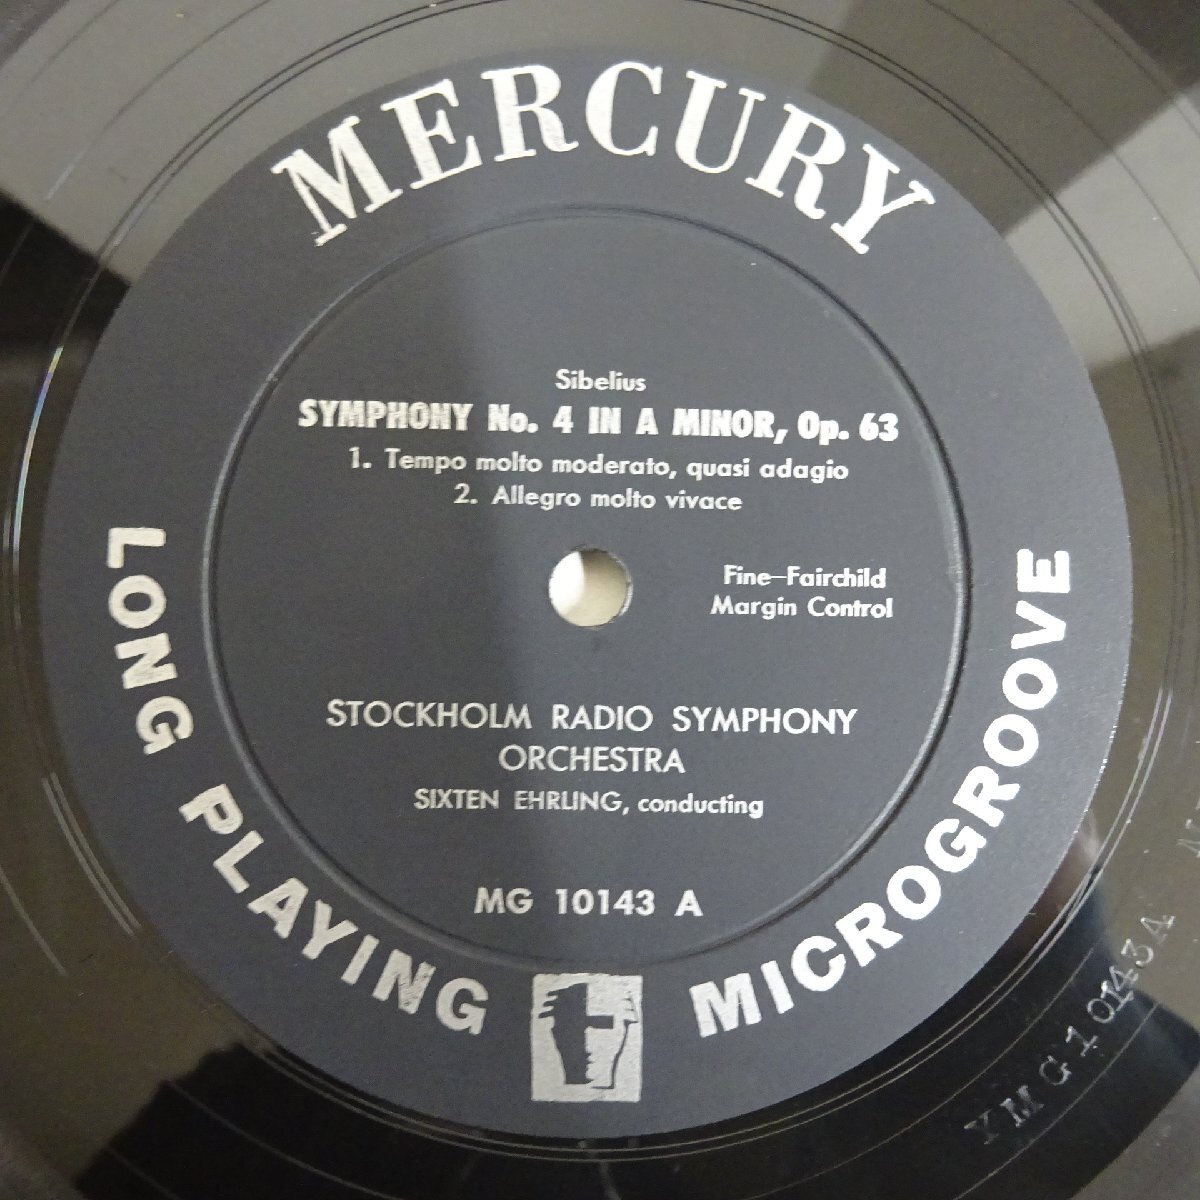 MERCURY
Sibelius
SYMPHONY No. 4 IN A MINOR, Op. 63
1. Tempo molto moderato, quasi adagio
2. Allegro molto vivace
Fine-Fairchild
Margin Control
STOCKHOLM RADIO SYMPHONY
ORCHESTRA
SIXTEN EHRLING, conducting
MG 10143 A
LONG PLAYING MICROGROOVE
XMG10143A